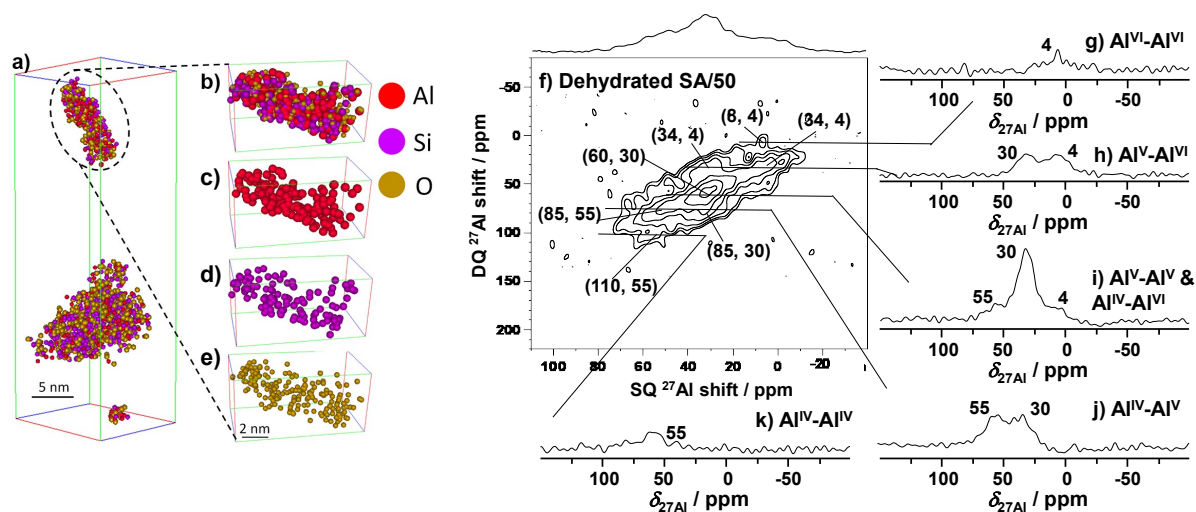 a)
5 nm
b)
c)
d)
e)
2 nm
Al
Si
O
f) Dehydrated SA/50
DQ ²⁷Al shift / ppm
-50
0
50
100
150
200
(34, 4)
(60, 30)
(85, 55)
(110, 55)
(85, 30)
100 80 60 40 20 0 -20
SQ ²⁷Al shift / ppm
g) Alⱽᴵ-Alⱽᴵ
4
100 50 0 -50
δ27Al / ppm
h) Alⱽ-Alⱽᴵ
30 4
100 50 0 -50
δ27Al / ppm
i) Alⱽ-Alⱽ &
Alᴵⱽ-Alⱽᴵ
30
55 4
100 50 0 -50
δ27Al / ppm
j) Alᴵⱽ-Alⱽ
55 30
100 50 0 -50
δ27Al / ppm
k) Alᴵⱽ-Alᴵⱽ
55
100 50 0 -50
δ27Al / ppm